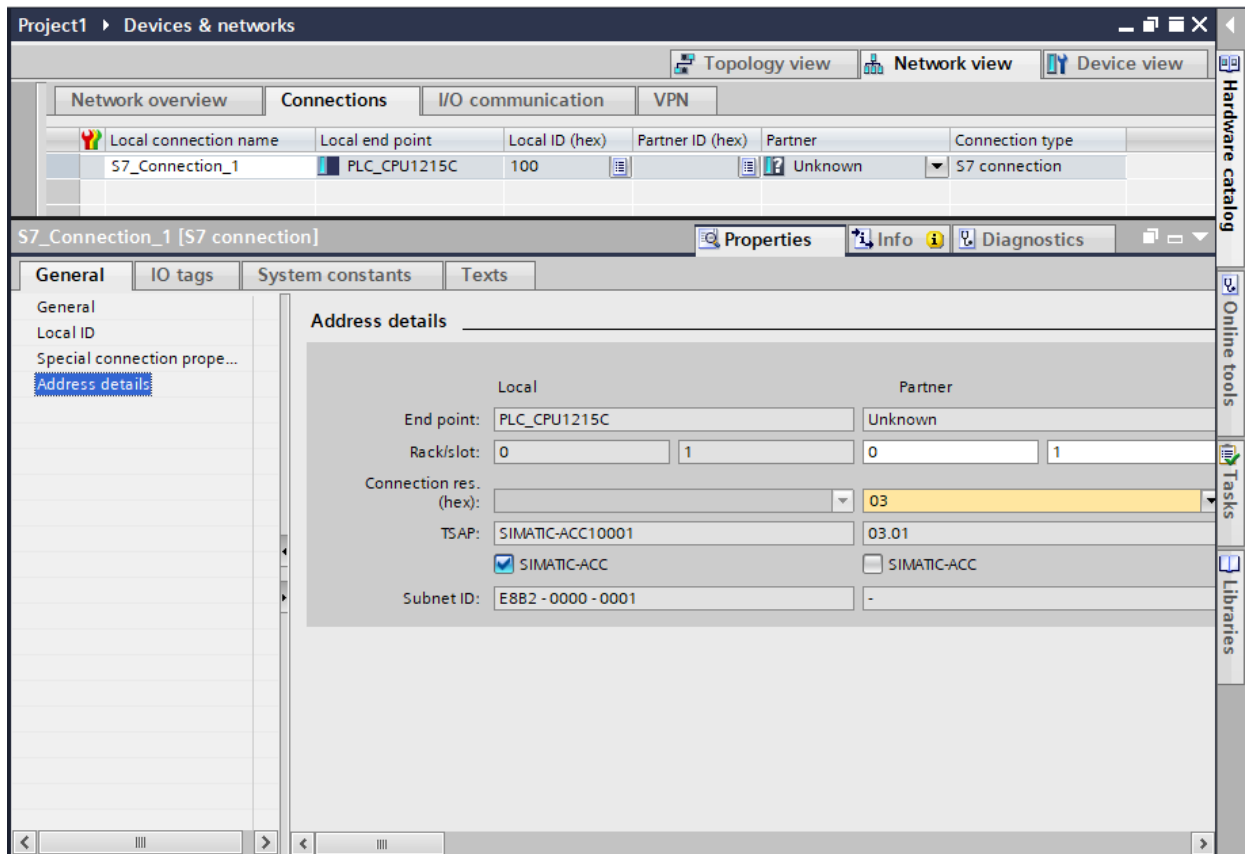 Project1 ▸ Devices & networks
Topology view Network view Device view
Network overview Connections I/O communication VPN
Local connection name Local end point Local ID (hex) Partner ID (hex) Partner Connection type
S7_Connection_1 PLC_CPU1215C 100 Unknown S7 connection
S7_Connection_1 [S7 connection]
Properties Info Diagnostics
General IO tags System constants Texts
General
Local ID
Special connection prope...
Address details
Address details
Local Partner
End point: PLC_CPU1215C Unknown
Rack/slot: 0 1 0 1
Connection res.
(hex): 03
TSAP: SIMATIC-ACC10001 03.01
SIMATIC-ACC SIMATIC-ACC
Subnet ID: E8B2 - 0000 - 0001 -
Hardware catalog
Online tools
Tasks
Libraries